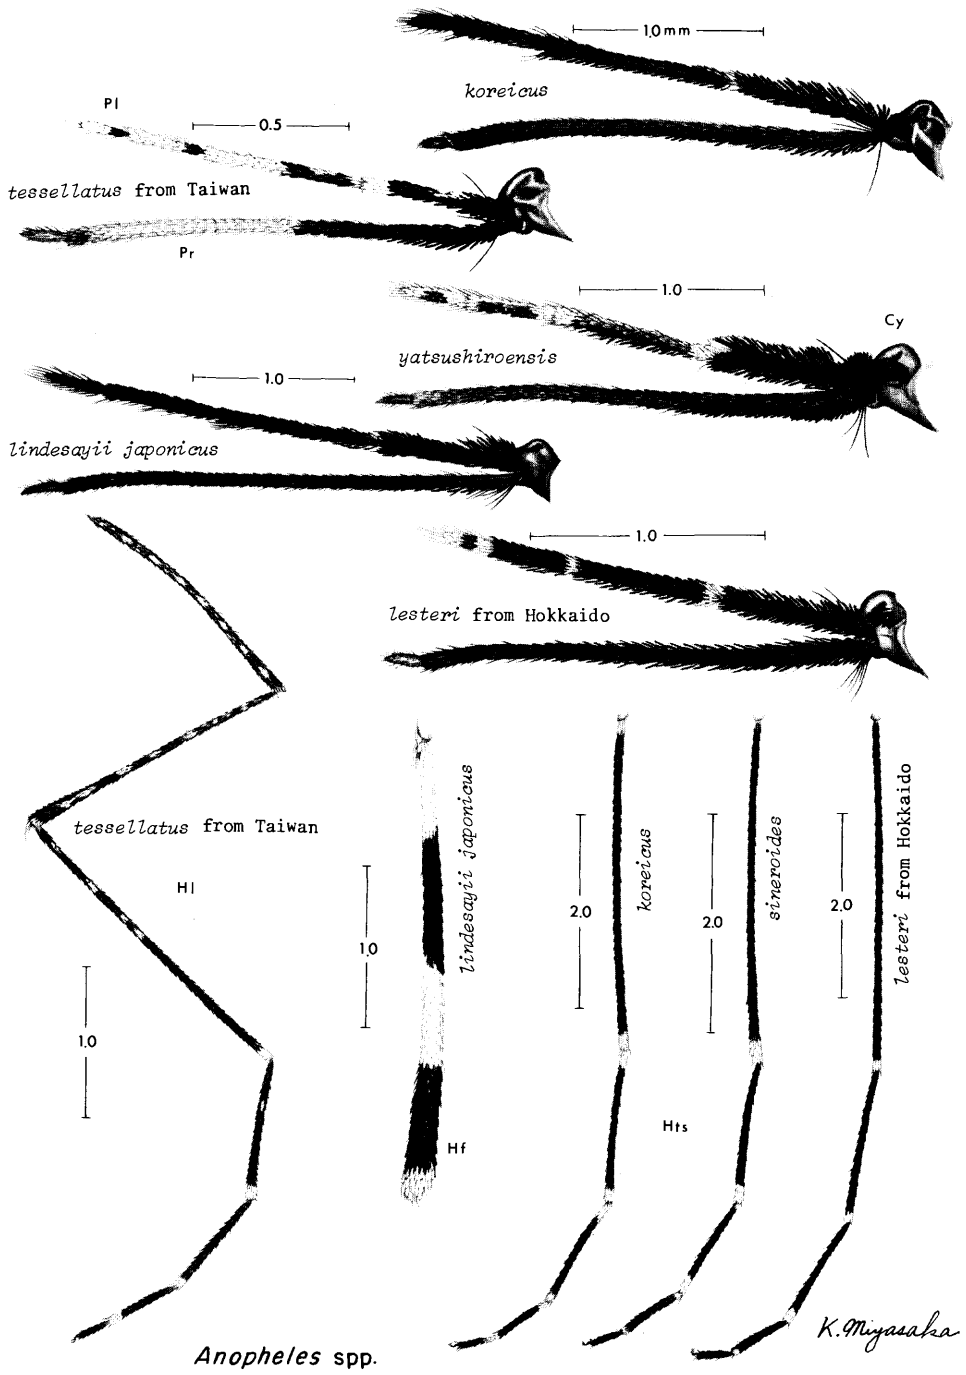 1.0 mm
koreicus
Pl
0.5
tessellatus from Taiwan
Pr
1.0
Cy
yatsushiroensis
1.0
lindesayii japonicus
1.0
lesteri from Hokkaido
tessellatus from Taiwan
Hl
1.0
lindesayii japonicus
1.0
Hf
koreicus
2.0
sineroides
2.0
lesteri from Hokkaido
2.0
Hts
K. Miyasaka
Anopheles spp.